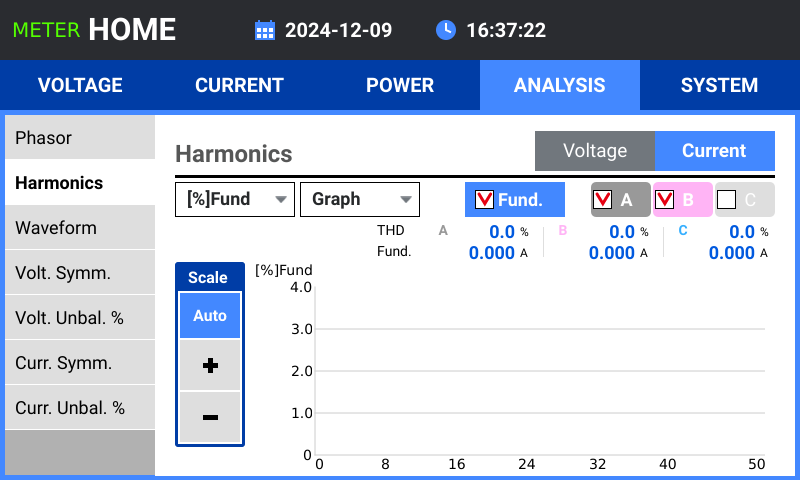 METER HOME 2024-12-09 16:37:22
VOLTAGE CURRENT POWER ANALYSIS SYSTEM
Phasor
Harmonics
Waveform
Volt. Symm.
Volt. Unbal. %
Curr. Symm.
Curr. Unbal. %
Harmonics Voltage Current
[%]Fund Graph Fund. A B C
THD A 0.0 % B 0.0 % C 0.0 %
Fund. 0.000 A 0.000 A 0.000 A
Scale
Auto
+
−
[%]Fund
4.0
3.0
2.0
1.0
0
0 8 16 24 32 40 50